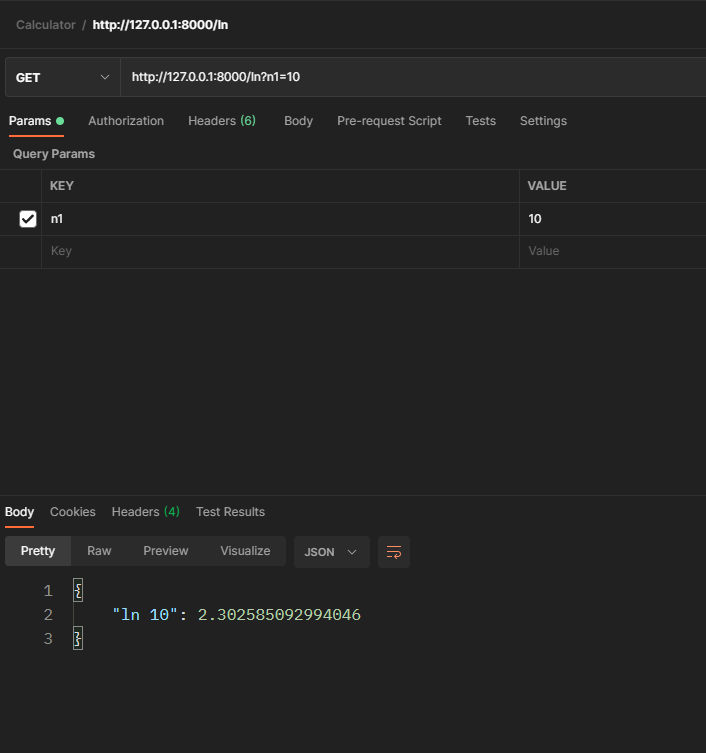 Calculator / http://127.0.0.1:8000/ln
GET http://127.0.0.1:8000/ln?n1=10
Params Authorization Headers (6) Body Pre-request Script Tests Settings
Query Params
KEY VALUE
n1 10
Key Value
Body Cookies Headers (4) Test Results
Pretty Raw Preview Visualize JSON
1 {
2 "ln 10": 2.302585092994046
3 }